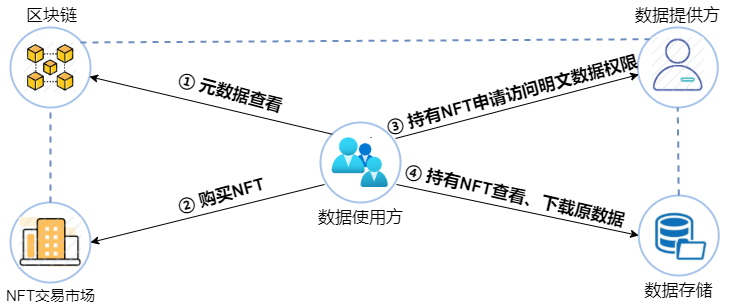 区块链
数据提供方
① 元数据查看
③ 持有NFT申请访问明文数据权限
② 购买NFT
④ 持有NFT查看、下载原数据
数据使用方
NFT交易市场
数据存储